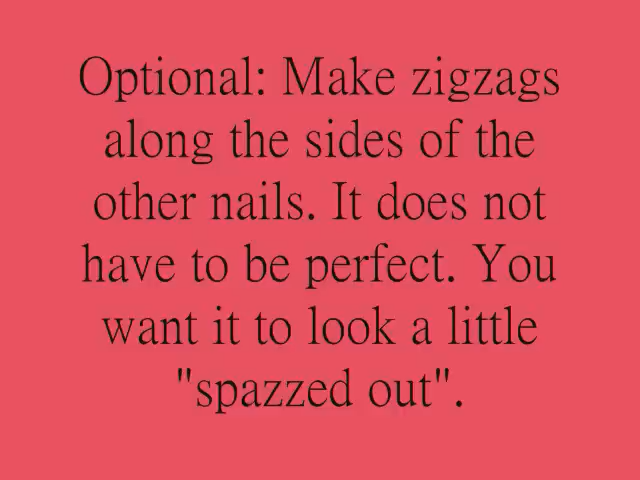 Optional: Make zigzags
along the sides of the
other nails. It does not
have to be perfect. You
want it to look a little
"spazzed out".